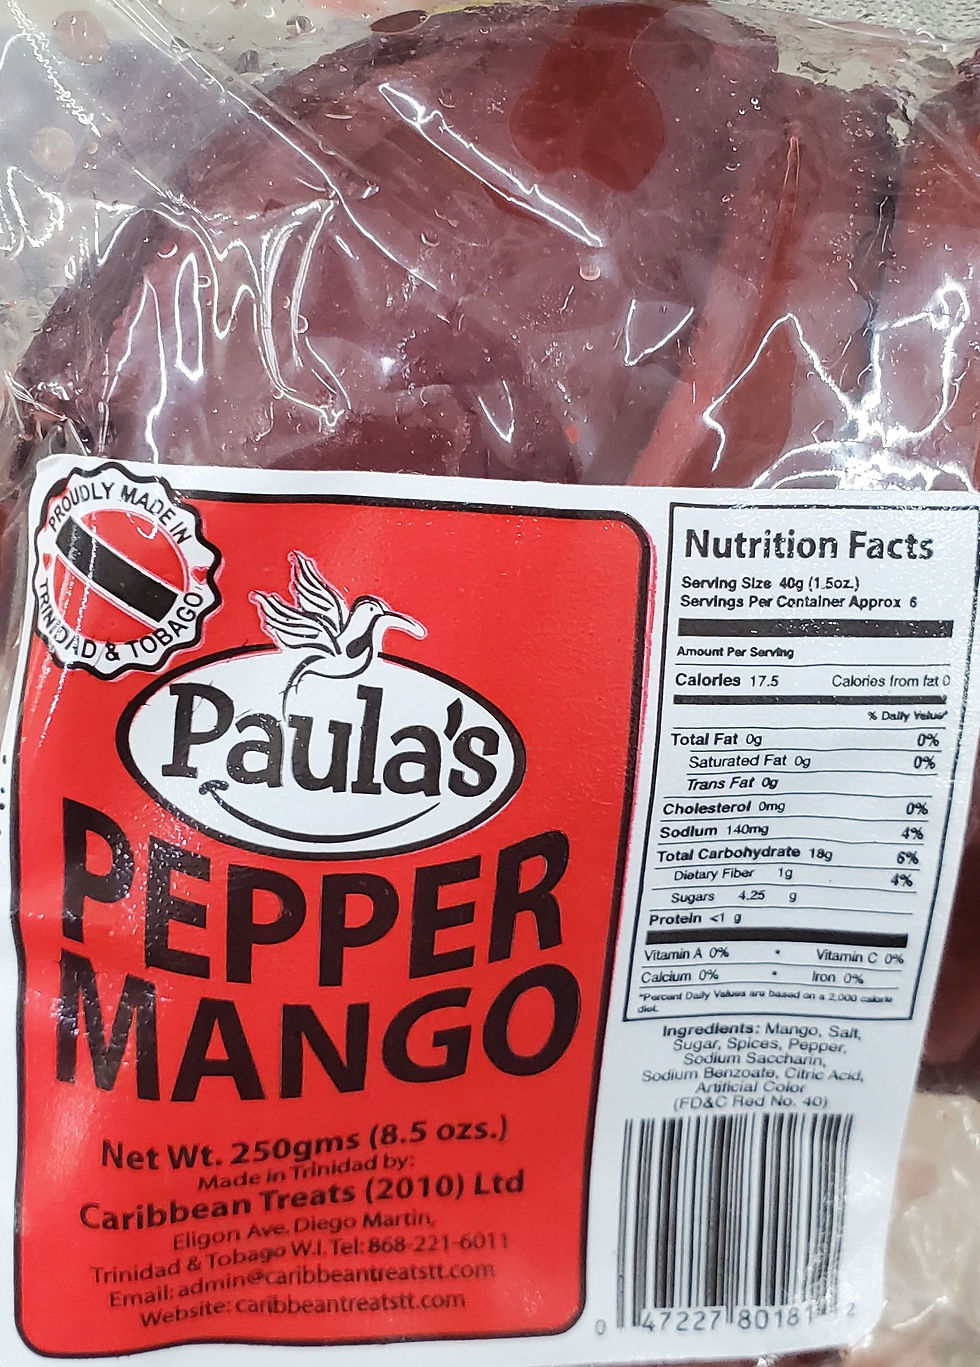 PROUDLY MADE IN
TRINIDAD & TOBAGO
Paula's
PEPPER
MANGO
Net Wt. 250gms (8.5 ozs.)
Made in Trinidad by:
Caribbean Treats (2010) Ltd
Eligon Ave. Diego Martin,
Trinidad & Tobago W.I. Tel: 868-221-6011
Email: admin@caribbeantreatstt.com
Website: caribbeantreatstt.com
Nutrition Facts
Serving Size 40g (1.5oz.)
Servings Per Container Approx 6
Amount Per Serving
Calories 17.5 Calories from fat 0
% Daily Value*
Total Fat 0g 0%
Saturated Fat 0g 0%
Trans Fat 0g
Cholesterol 0mg 0%
Sodium 140mg 4%
Total Carbohydrate 18g 6%
Dietary Fiber 1g 4%
Sugars 4.25 g
Protein <1 g
Vitamin A 0% • Vitamin C 0%
Calcium 0% • Iron 0%
*Percent Daily Values are based on a 2,000 calorie
diet.
Ingredients: Mango, Salt,
Sugar, Spices, Pepper,
Sodium Saccharin,
Sodium Benzoate, Citric Acid,
Artificial Color
(FD&C Red No. 40)
0 47227 80181 2